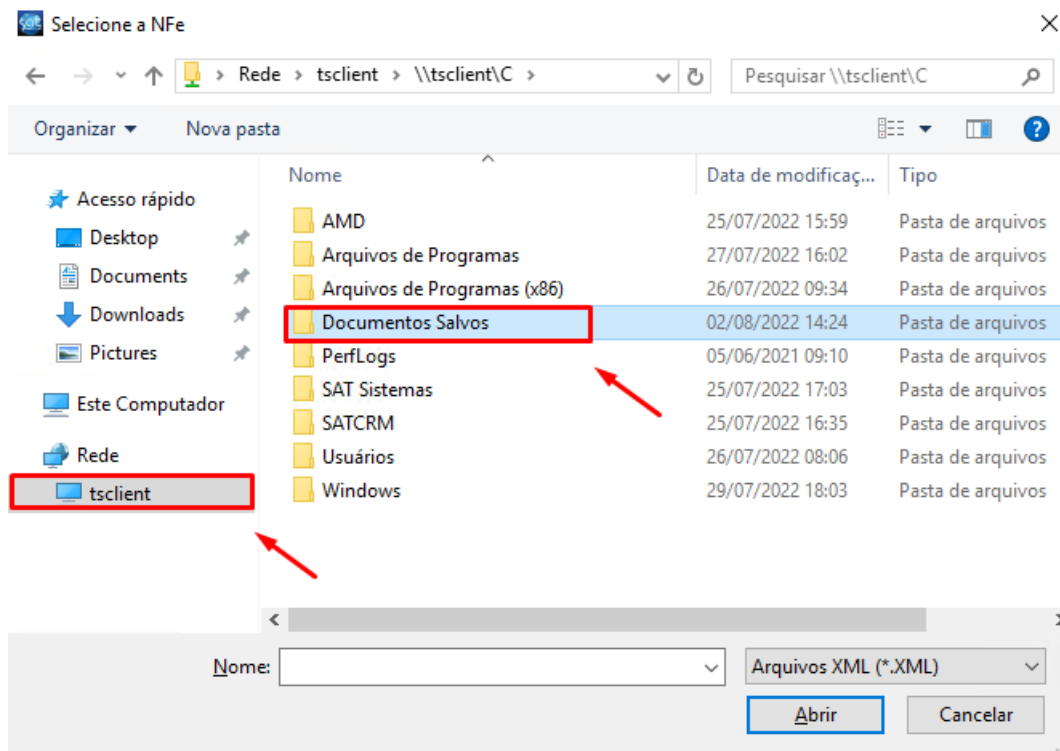 Selecione a NFe
Rede > tsclient > \\tsclient\C >
Pesquisar \\tsclient\C
Organizar
Nova pasta
Nome
Data de modificaç...
Tipo
Acesso rápido
Desktop
Documents
Downloads
Pictures
Este Computador
Rede
tsclient
AMD 25/07/2022 15:59 Pasta de arquivos
Arquivos de Programas 27/07/2022 16:02 Pasta de arquivos
Arquivos de Programas (x86) 26/07/2022 09:34 Pasta de arquivos
Documentos Salvos 02/08/2022 14:24 Pasta de arquivos
PerfLogs 05/06/2021 09:10 Pasta de arquivos
SAT Sistemas 25/07/2022 17:03 Pasta de arquivos
SATCRM 25/07/2022 16:35 Pasta de arquivos
Usuários 26/07/2022 08:06 Pasta de arquivos
Windows 29/07/2022 18:03 Pasta de arquivos
Nome:
Arquivos XML (*.XML)
Abrir
Cancelar